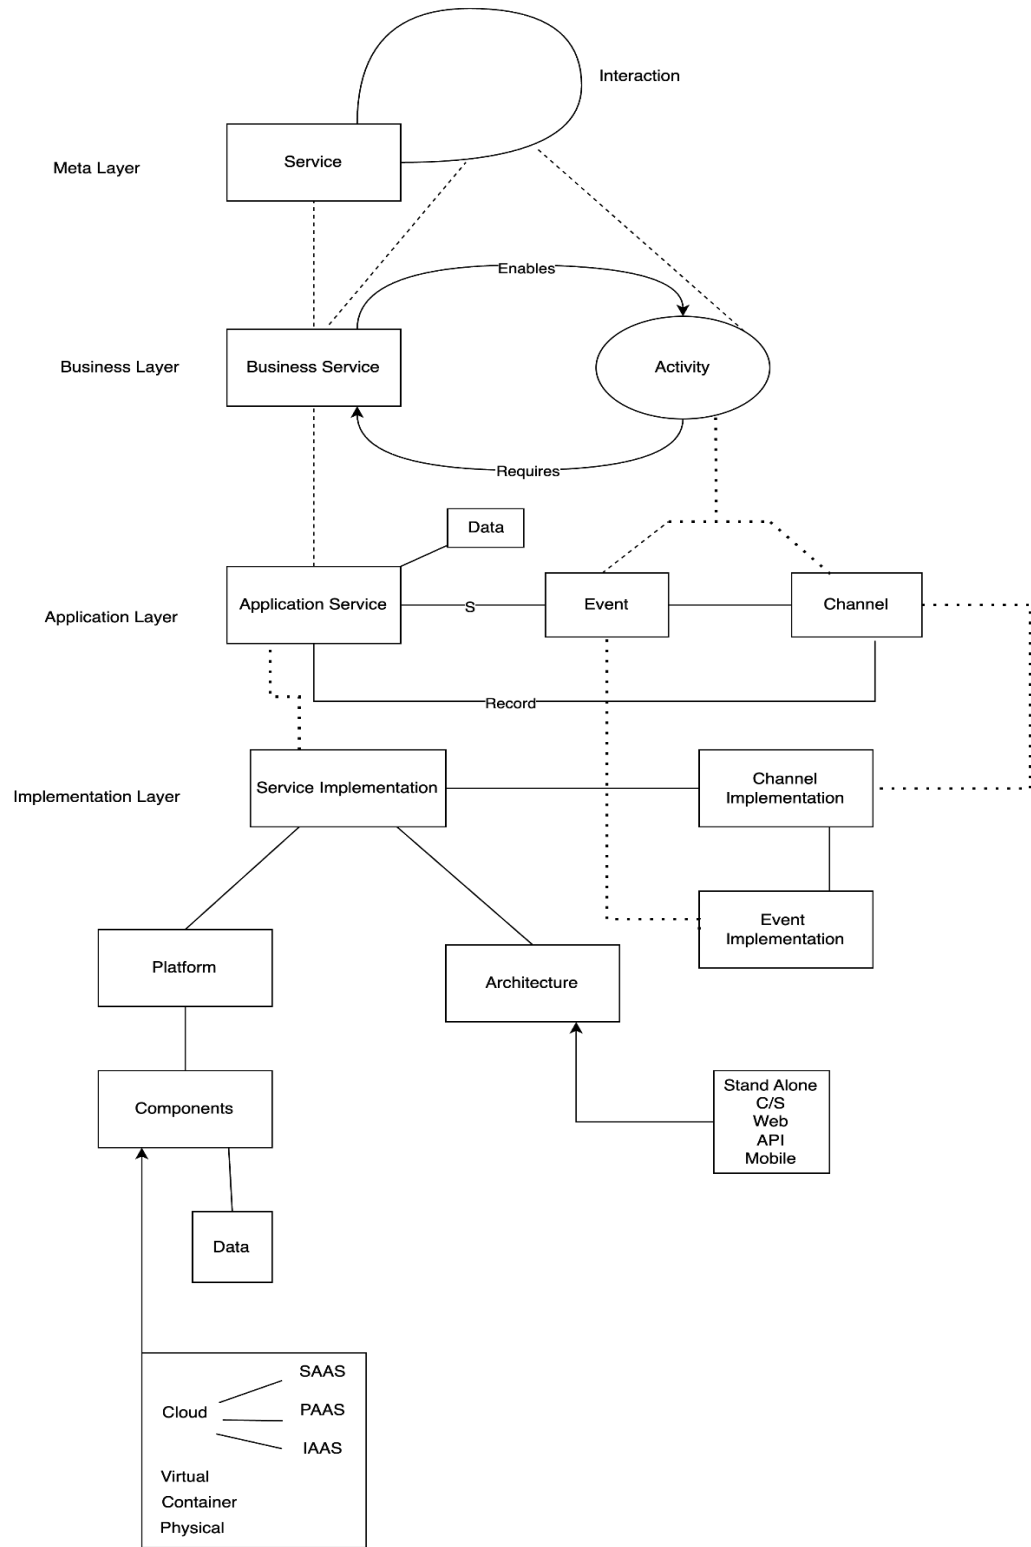 Interaction
Service
Meta Layer
Enables
Business Layer
Business Service
Activity
Requires
Data
Application Layer
Application Service
S
Event
Channel
Record
Implementation Layer
Service Implementation
Channel
Implementation
Event
Implementation
Platform
Architecture
Components
Stand Alone
C/S
Web
API
Mobile
Data
SAAS
Cloud
PAAS
IAAS
Virtual
Container
Physical